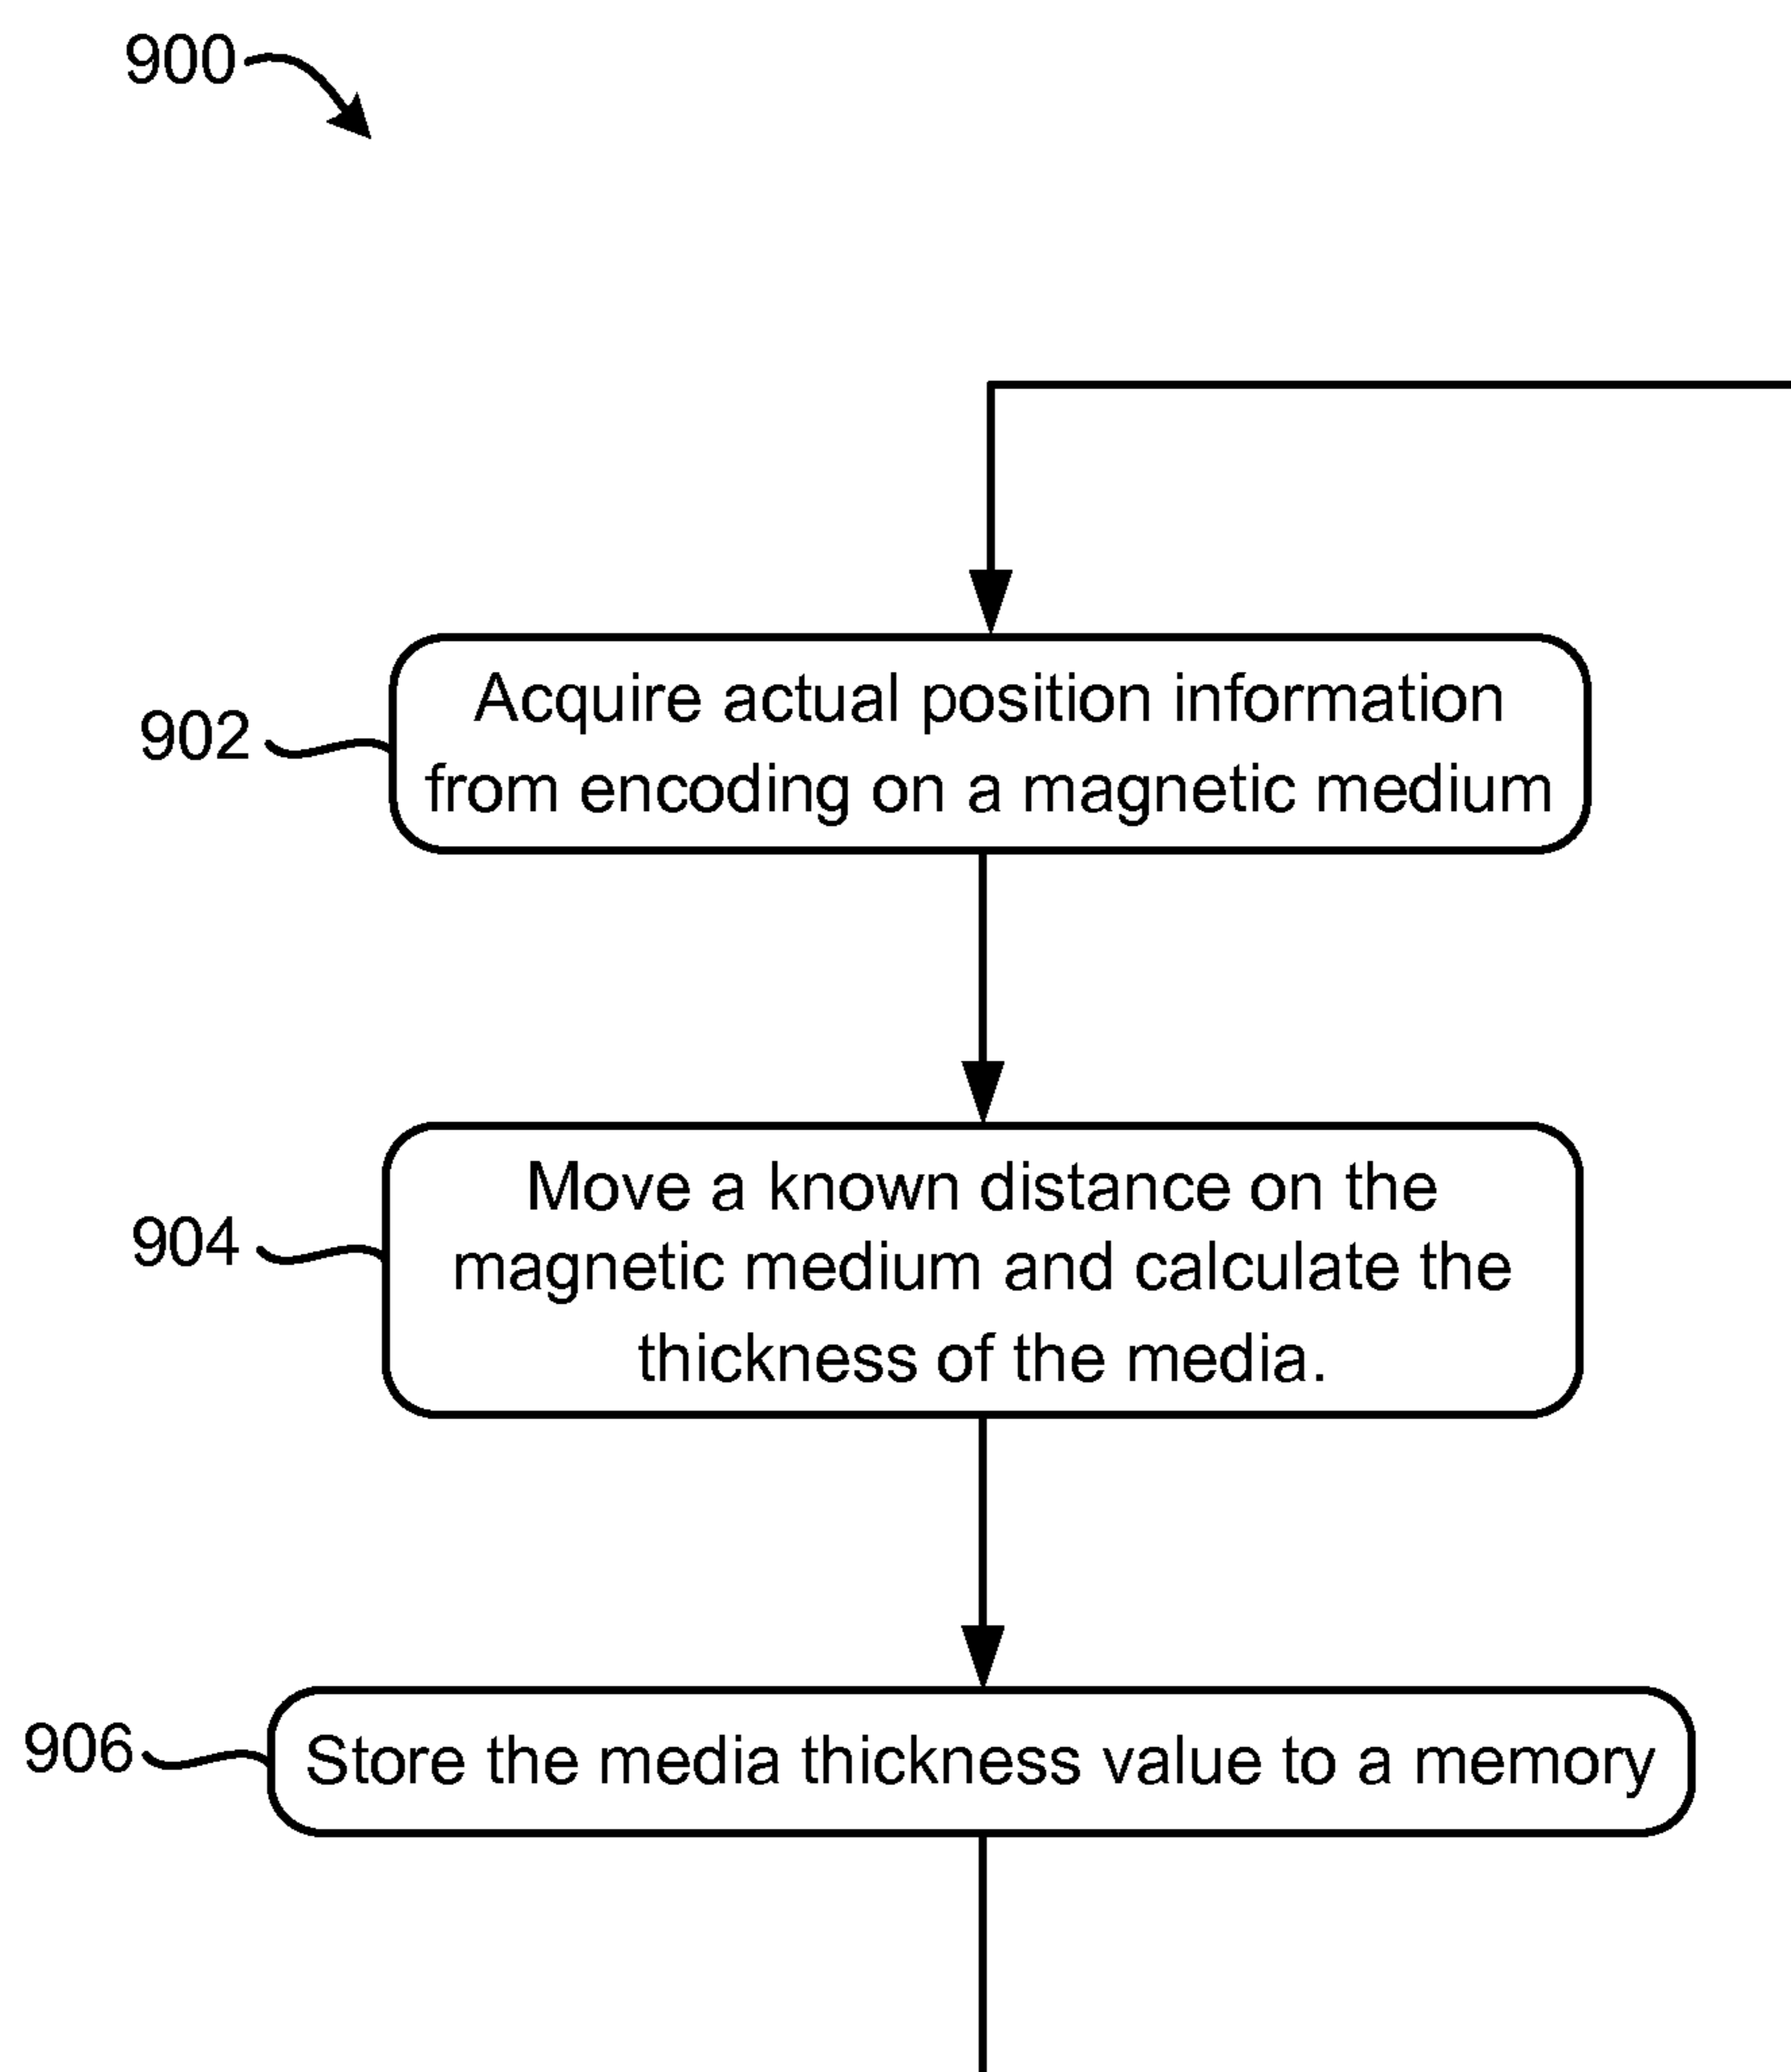 900
902
Acquire actual position information
from encoding on a magnetic medium
904
Move a known distance on the
magnetic medium and calculate the
thickness of the media.
906
Store the media thickness value to a memory